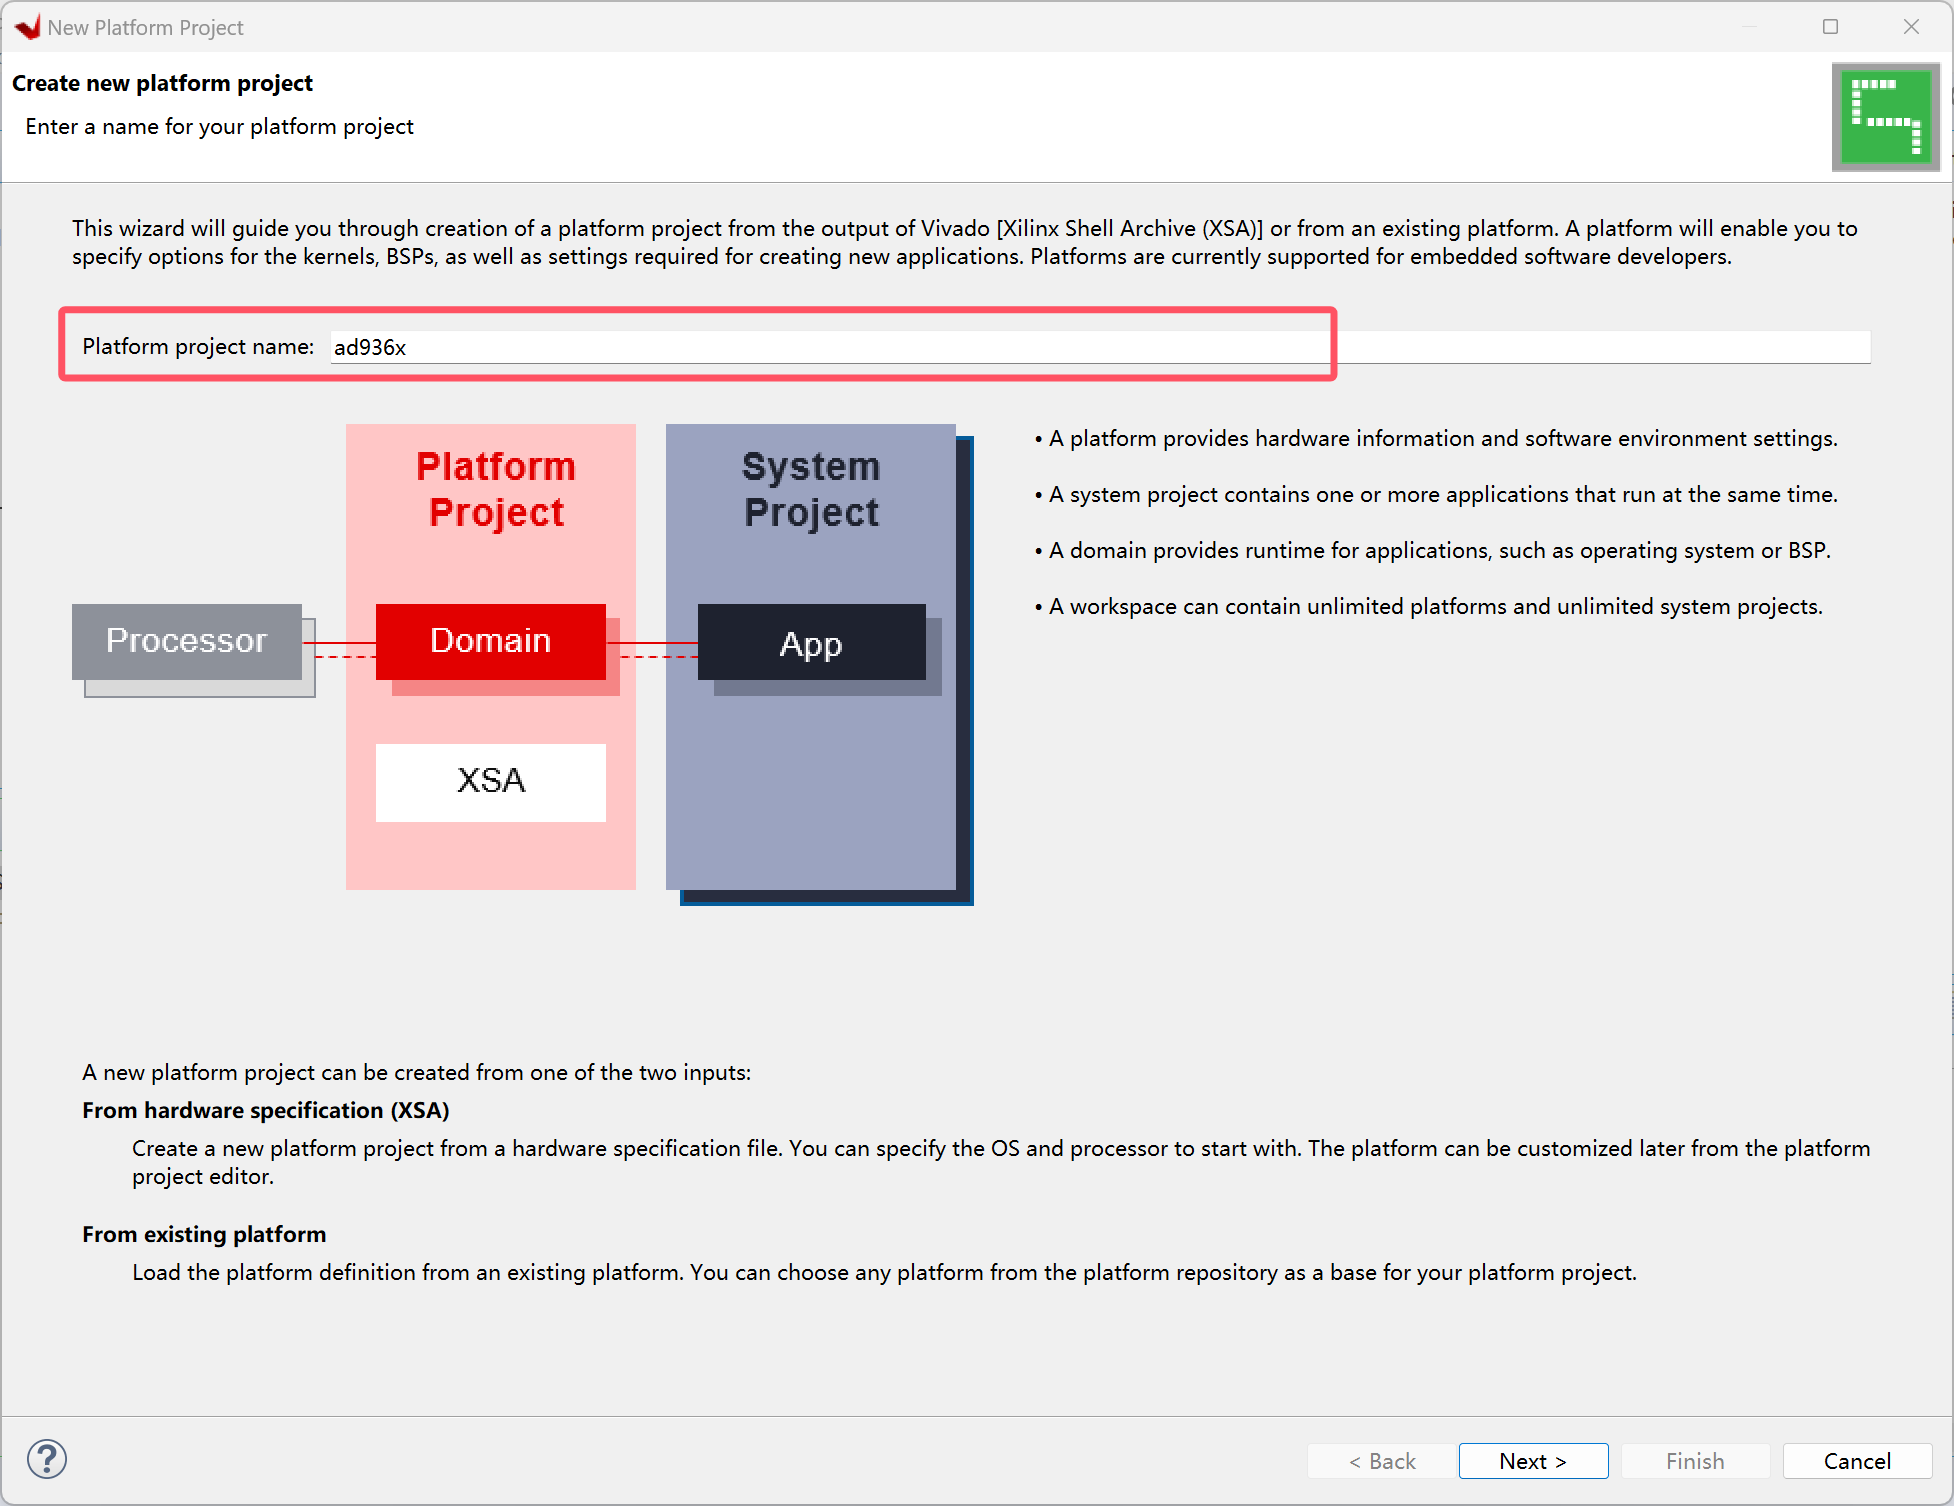 New Platform Project
Create new platform project
Enter a name for your platform project
This wizard will guide you through creation of a platform project from the output of Vivado [Xilinx Shell Archive (XSA)] or from an existing platform. A platform will enable you to
specify options for the kernels, BSPs, as well as settings required for creating new applications. Platforms are currently supported for embedded software developers.
Platform project name: ad936x
Platform
Project
System
Project
Processor
Domain
App
XSA
• A platform provides hardware information and software environment settings.
• A system project contains one or more applications that run at the same time.
• A domain provides runtime for applications, such as operating system or BSP.
• A workspace can contain unlimited platforms and unlimited system projects.
A new platform project can be created from one of the two inputs:
From hardware specification (XSA)
Create a new platform project from a hardware specification file. You can specify the OS and processor to start with. The platform can be customized later from the platform
project editor.
From existing platform
Load the platform definition from an existing platform. You can choose any platform from the platform repository as a base for your platform project.
?
< Back
Next >
Finish
Cancel